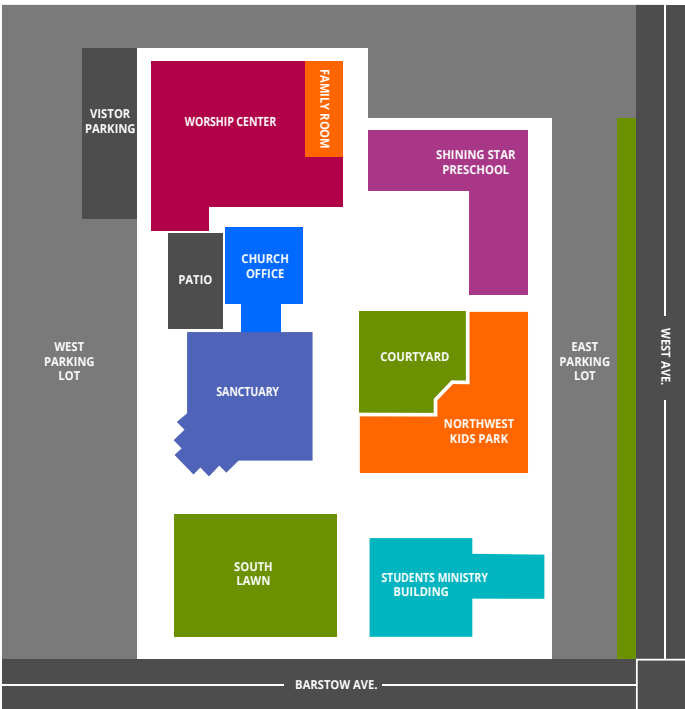 VISTOR
PARKING
WORSHIP CENTER
FAMILY ROOM
SHINING STAR
PRESCHOOL
PATIO
CHURCH
OFFICE
WEST
PARKING
LOT
SANCTUARY
COURTYARD
EAST
PARKING
LOT
WEST AVE.
NORTHWEST
KIDS PARK
SOUTH
LAWN
STUDENTS MINISTRY
BUILDING
BARSTOW AVE.